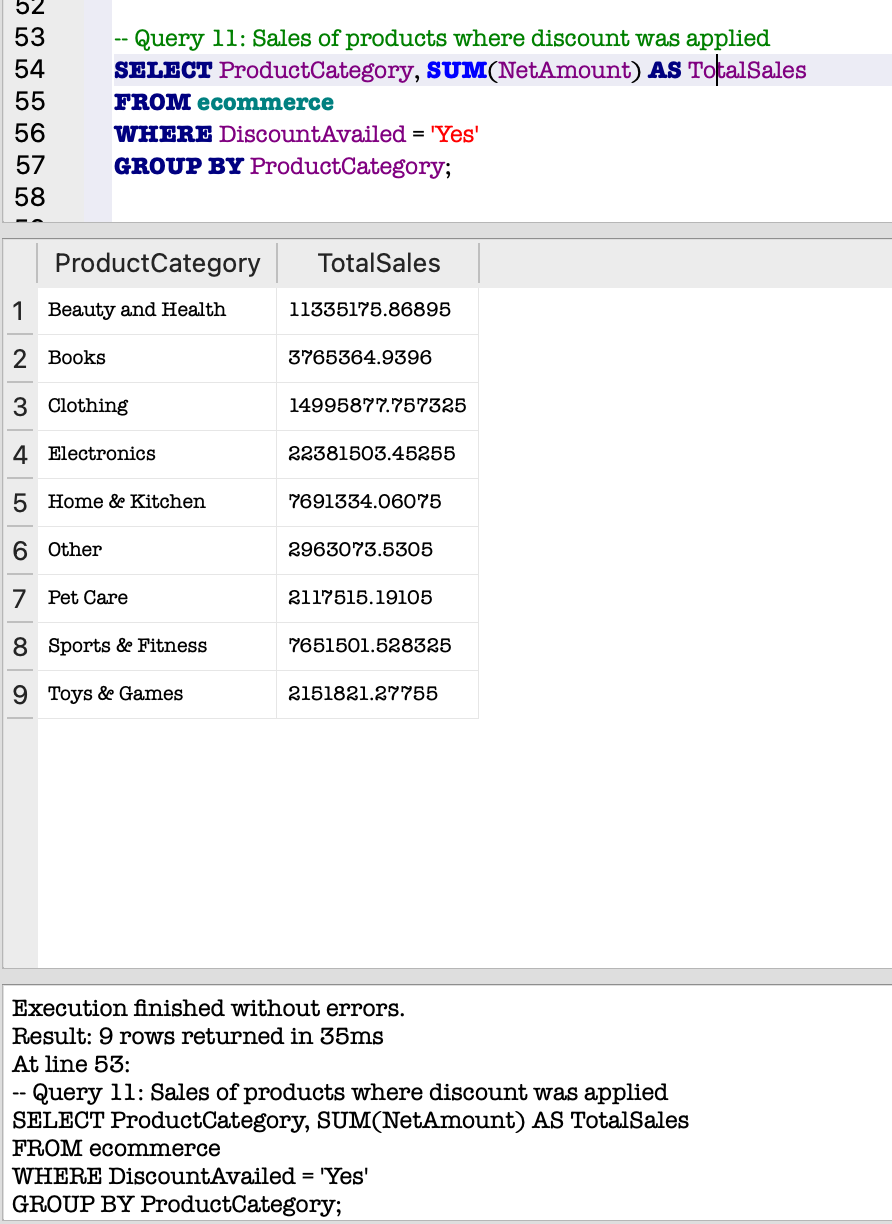 52
53 -- Query 11: Sales of products where discount was applied
54 SELECT ProductCategory, SUM(NetAmount) AS TotalSales
55 FROM ecommerce
56 WHERE DiscountAvailed = 'Yes'
57 GROUP BY ProductCategory;
58
ProductCategory TotalSales
1 Beauty and Health 11335175.86895
2 Books 3765364.9396
3 Clothing 14995877.757325
4 Electronics 22381503.45255
5 Home & Kitchen 7691334.06075
6 Other 2963073.5305
7 Pet Care 2117515.19105
8 Sports & Fitness 7651501.528325
9 Toys & Games 2151821.27755
Execution finished without errors.
Result: 9 rows returned in 35ms
At line 53:
-- Query 11: Sales of products where discount was applied
SELECT ProductCategory, SUM(NetAmount) AS TotalSales
FROM ecommerce
WHERE DiscountAvailed = 'Yes'
GROUP BY ProductCategory;